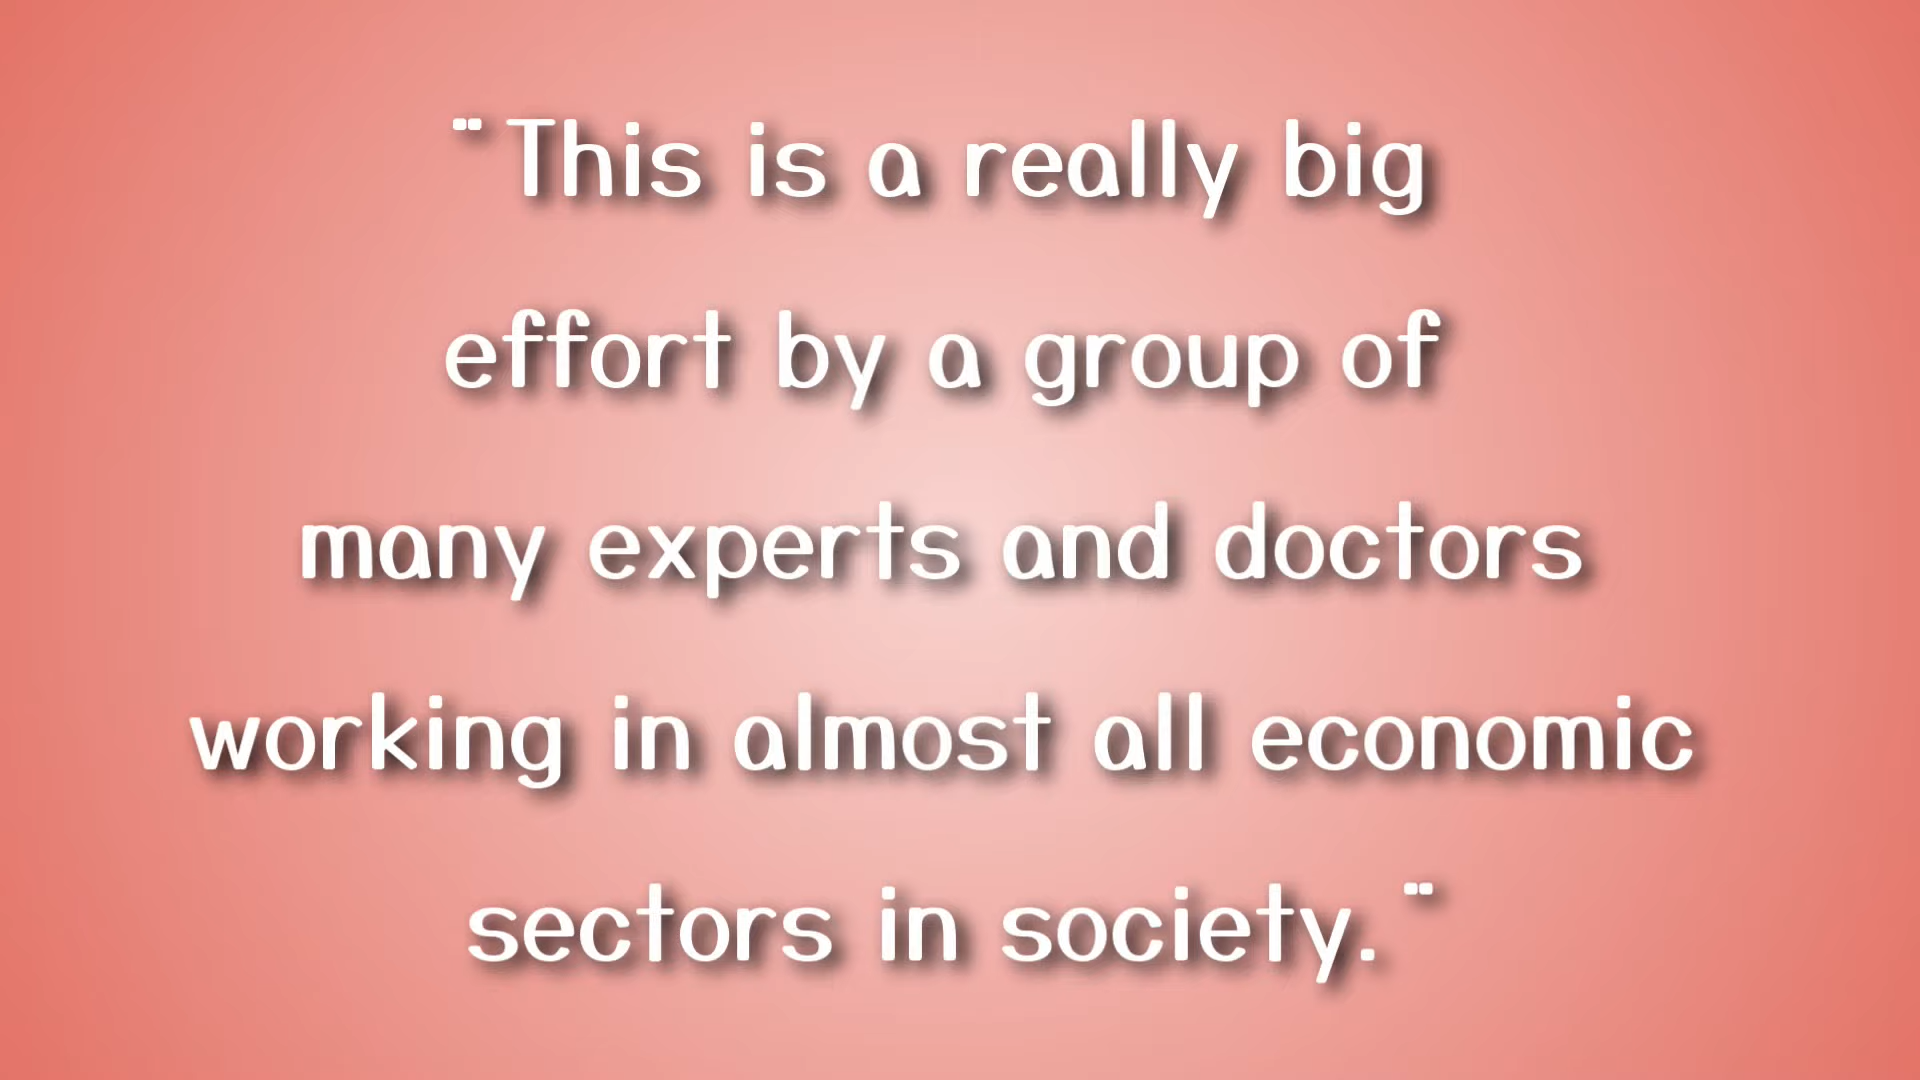 ¨This is a really big
effort by a group of
many experts and doctors
working in almost all economic
sectors in society.¨